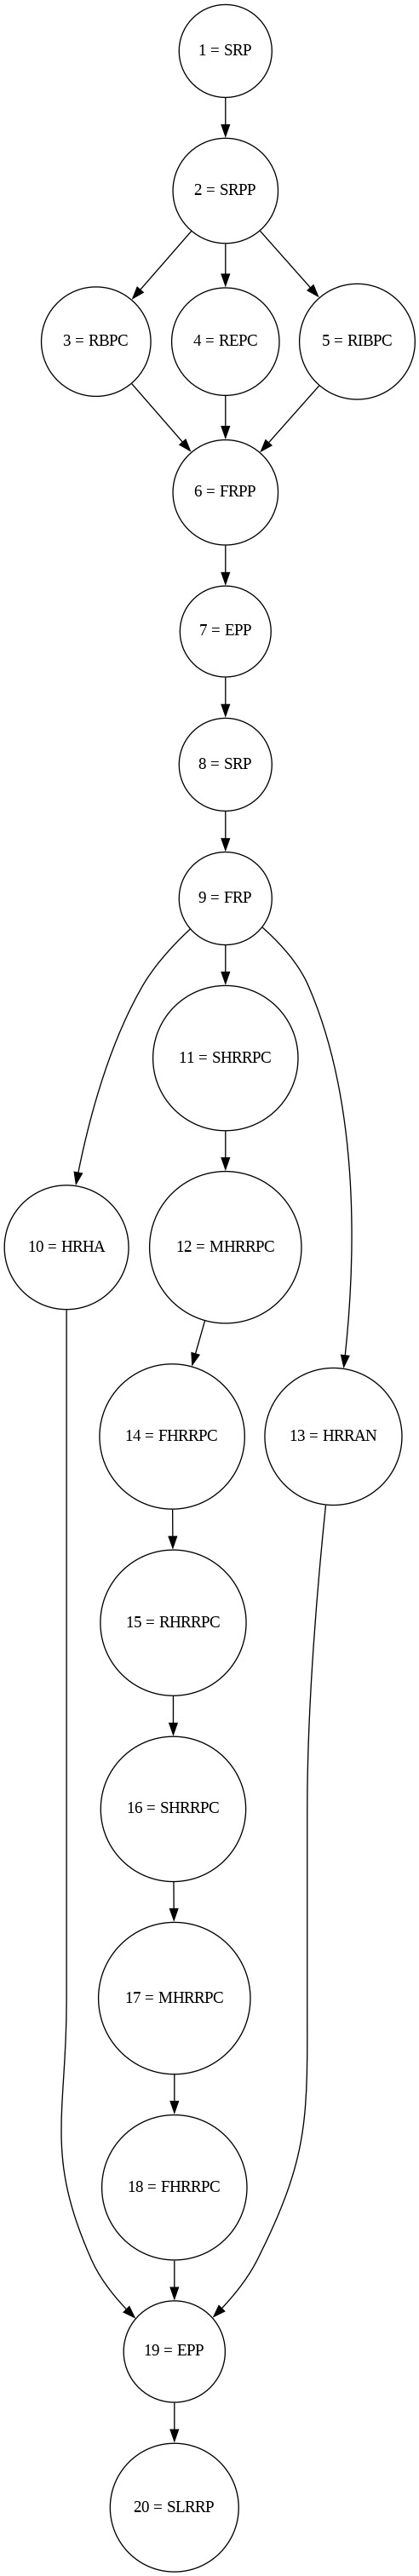 1 = SRP
2 = SRPP
3 = RBPC
4 = REPC
5 = RIBPC
6 = FRPP
7 = EPP
8 = SRP
9 = FRP
11 = SHRRPC
10 = HRHA
12 = MHRRPC
14 = FHRRPC
13 = HRRAN
15 = RHRRPC
16 = SHRRPC
17 = MHRRPC
18 = FHRRPC
19 = EPP
20 = SLRRP